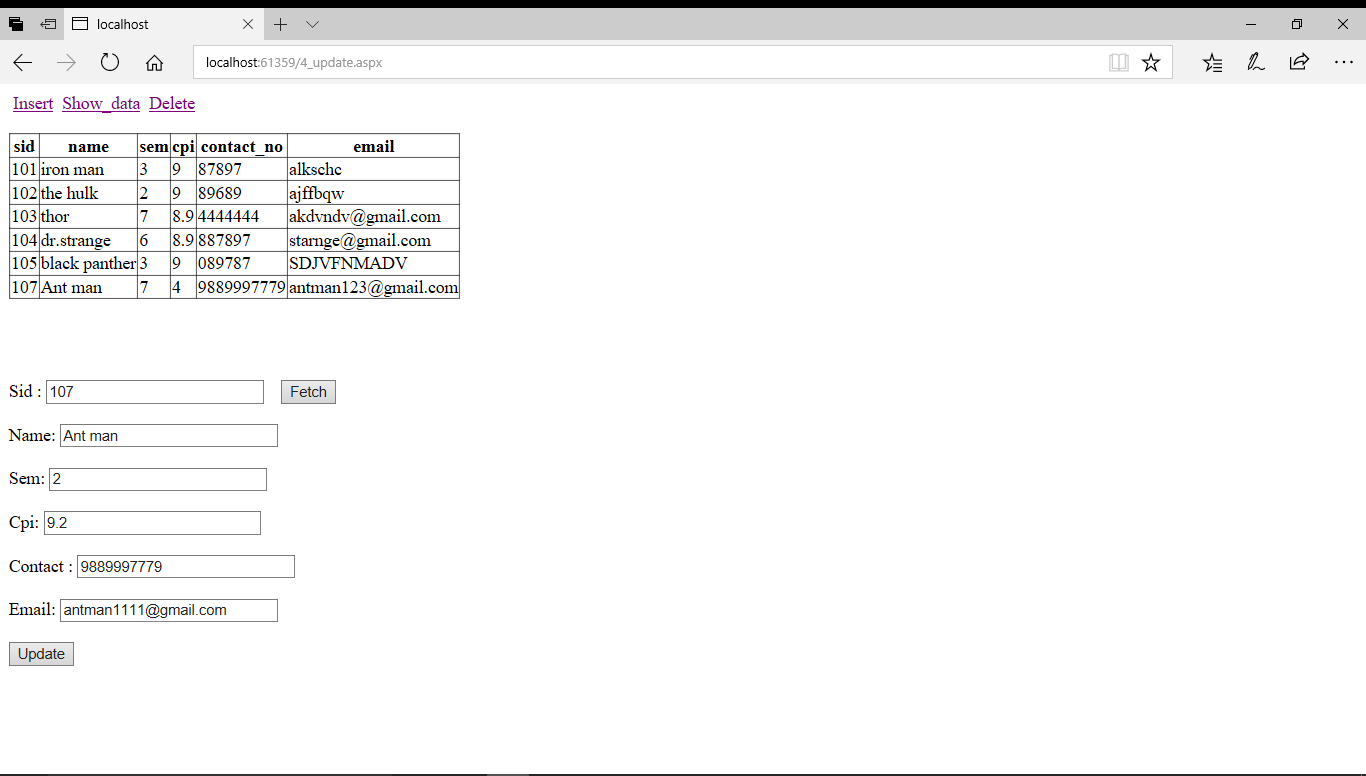 localhost
localhost:61359/4_update.aspx
Insert Show_data Delete
sid name sem cpi contact_no email
101 iron man 3 9 87897 alkschc
102 the hulk 2 9 89689 ajffbqw
103 thor 7 8.9 4444444 akdvndv@gmail.com
104 dr.strange 6 8.9 887897 starnge@gmail.com
105 black panther 3 9 089787 SDJVFNMADV
107 Ant man 7 4 9889997779 antman123@gmail.com
Sid : 107 Fetch
Name: Ant man
Sem: 2
Cpi: 9.2
Contact : 9889997779
Email: antman1111@gmail.com
Update